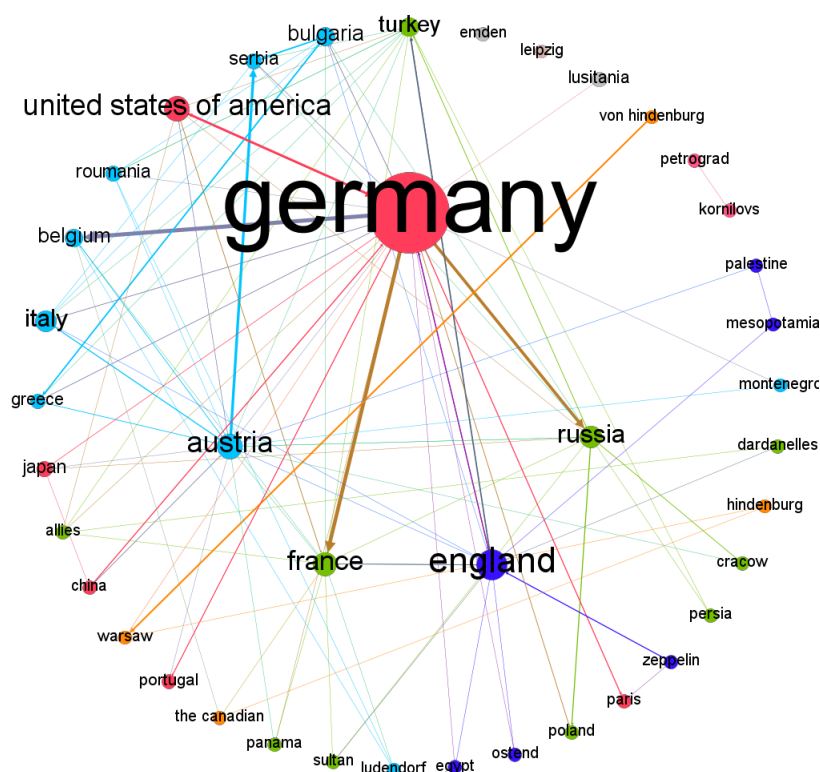 turkey
emden
bulgaria
leipzig
serbia
lusitania
united states of america
von hindenburg
petrograd
roumania
germany
kornilovs
belgium
palestine
italy
mesopotamia
montenegro
greece
austria
russia
dardanelles
japan
hindenburg
allies
france
england
cracow
china
persia
warsaw
zeppelin
portugal
paris
the canadian
poland
panama
ostend
sultan
egypt
ludendorf